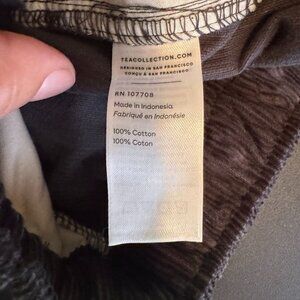 TEACOLLECTION.COM
DESIGNED IN SAN FRANCISCO
CONÇU À SAN FRANCISCO
RN 107708
Made in Indonesia
Fabriqué en Indonésie
100% Cotton
100% Coton